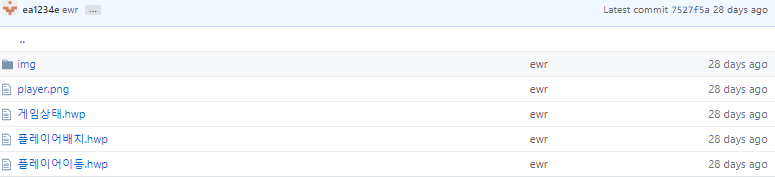 ea1234e ewr ... Latest commit 7527f5a 28 days ago
..
img ewr 28 days ago
player.png ewr 28 days ago
게임상태.hwp ewr 28 days ago
플레이어배치.hwp ewr 28 days ago
플레이어이동.hwp ewr 28 days ago